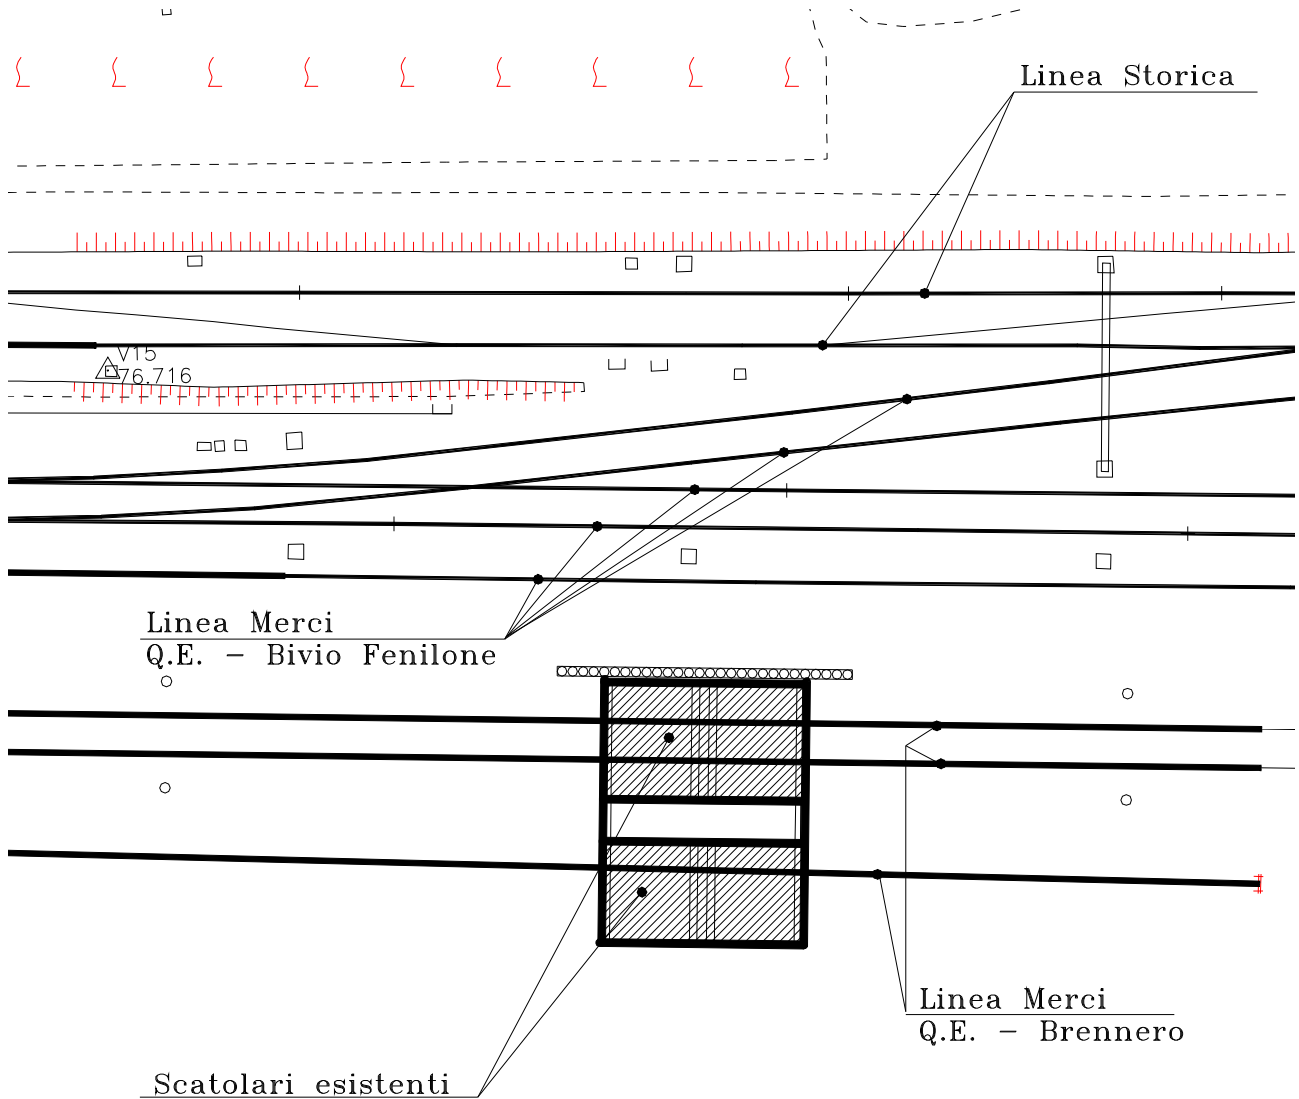 Linea Storica
V15
76.716
Linea Merci
Q.E. - Bivio Fenilone
Linea Merci
Q.E. - Brennero
Scatolari esistenti